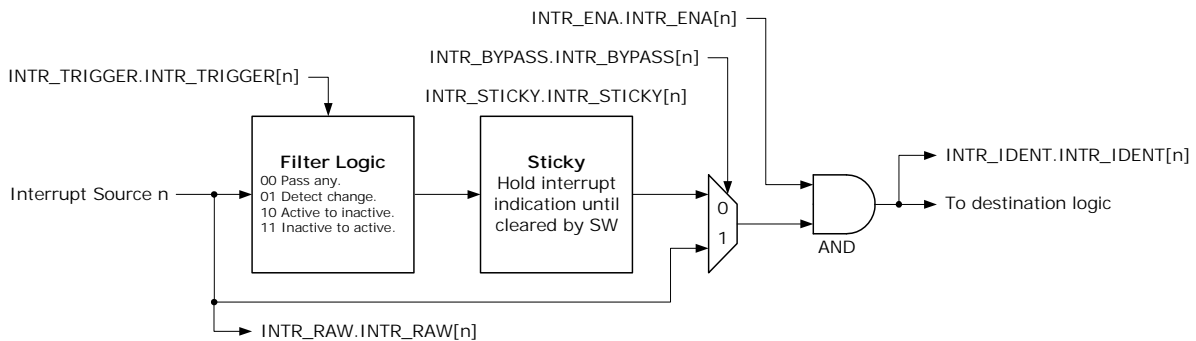 INTR_ENA.INTR_ENA[n]
INTR_BYPASS.INTR_BYPASS[n]
INTR_TRIGGER.INTR_TRIGGER[n]
INTR_STICKY.INTR_STICKY[n]
Filter Logic
00 Pass any.
01 Detect change.
10 Active to inactive.
11 Inactive to active.
Sticky
Hold interrupt
indication until
cleared by SW
INTR_IDENT.INTR_IDENT[n]
Interrupt Source n
0
1
To destination logic
AND
INTR_RAW.INTR_RAW[n]